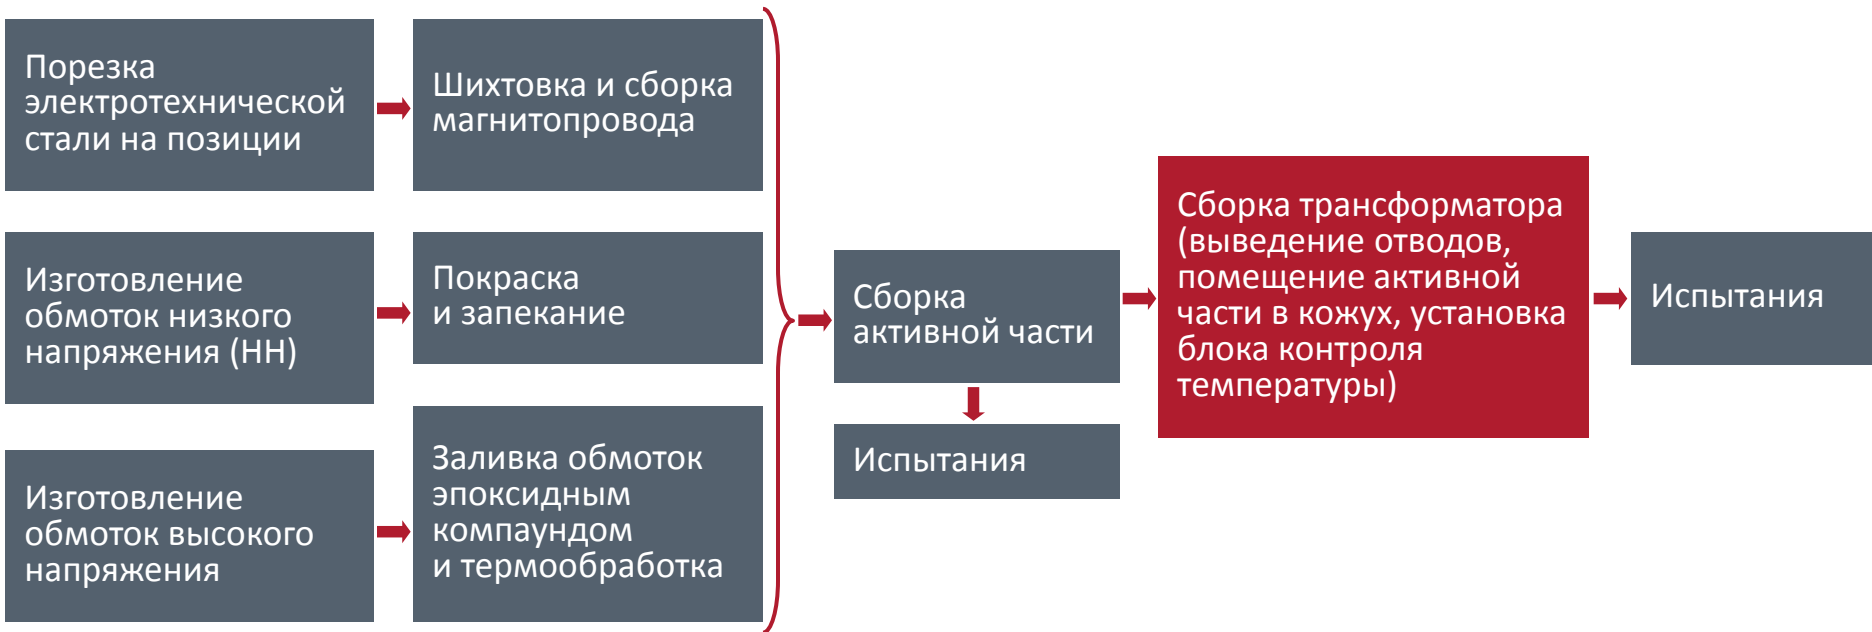 Порезка
электротехнической
стали на позиции
Шихтовка и сборка
магнитопровода
Изготовление
обмоток низкого
напряжения (НН)
Покраска
и запекание
Изготовление
обмоток высокого
напряжения
Заливка обмоток
эпоксидным
компаундом
и термообработка
Сборка
активной части
Испытания
Сборка трансформатора
(выведение отводов,
помещение активной
части в кожух, установка
блока контроля
температуры)
Испытания